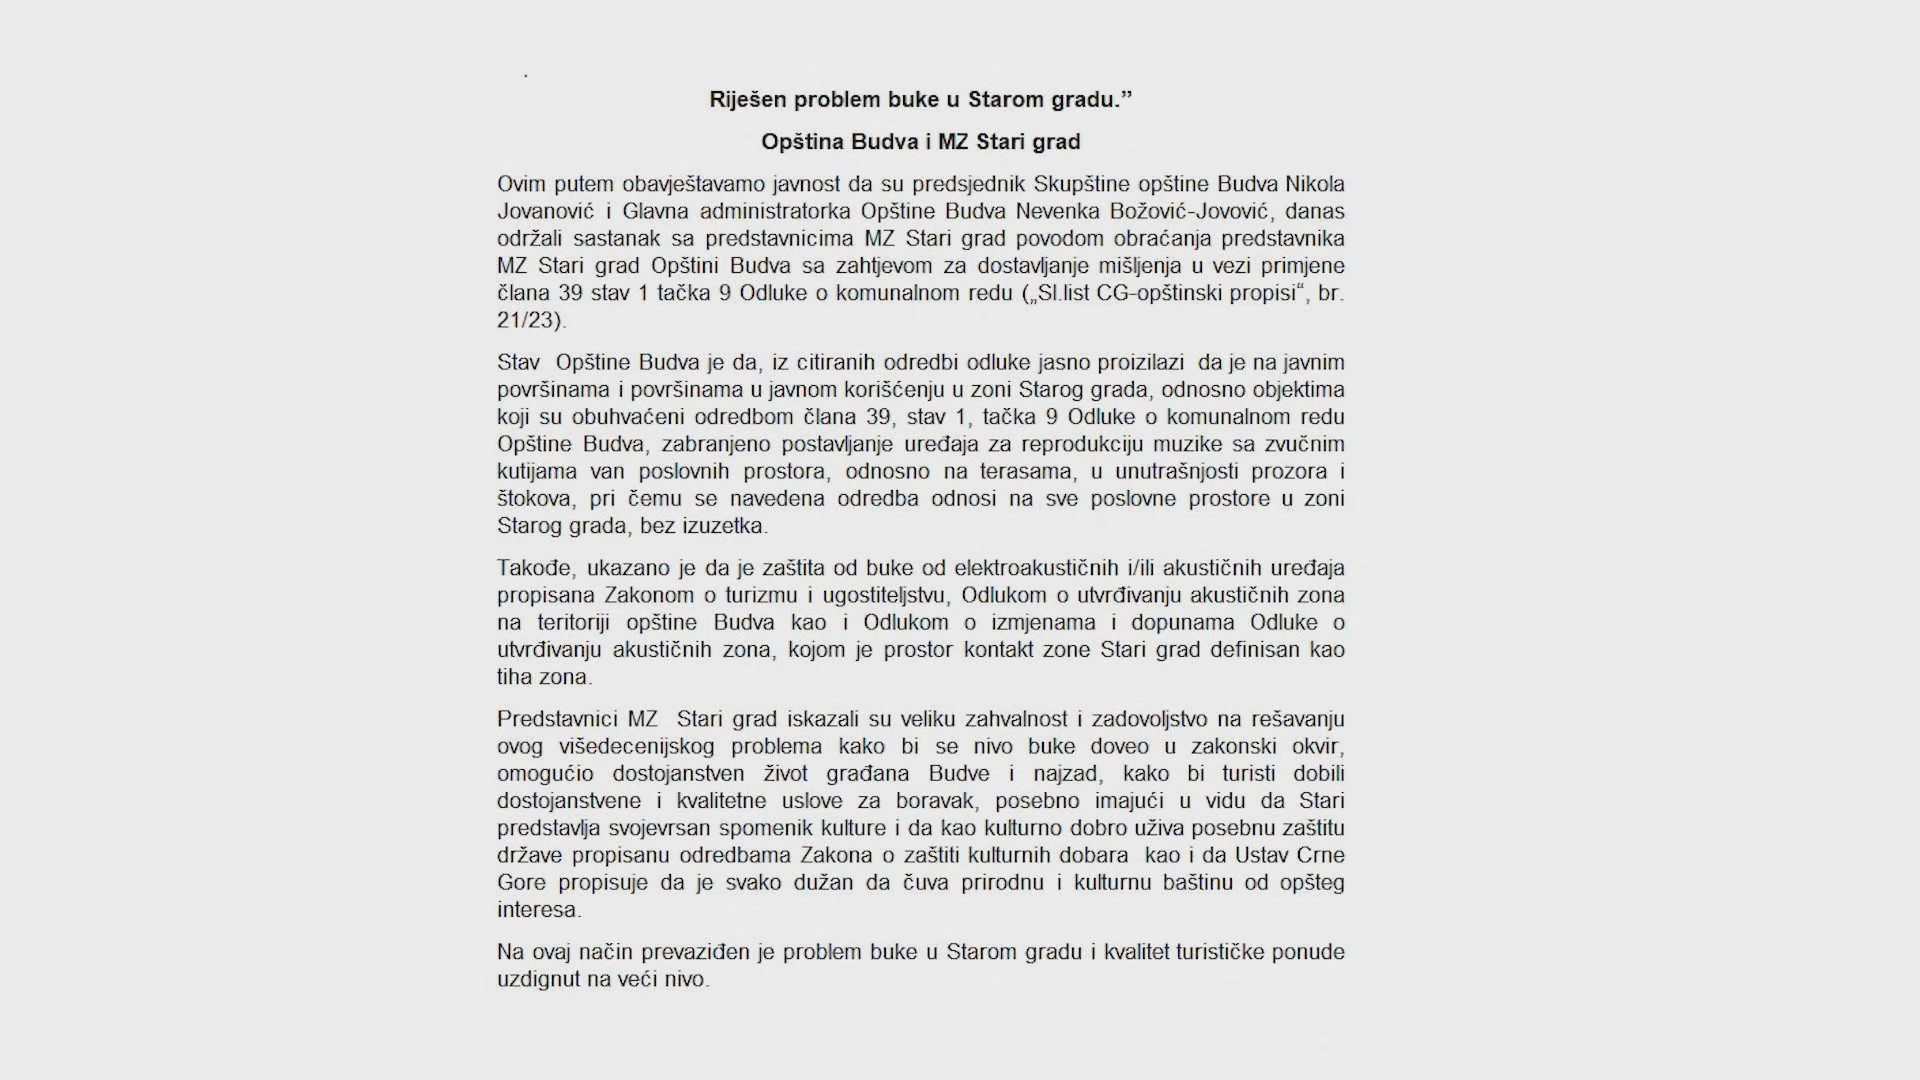 Riješen problem buke u Starom gradu.”
Opština Budva i MZ Stari grad
Ovim putem obavještavamo javnost da su predsjednik Skupštine opštine Budva Nikola
Jovanović i Glavna administratorka Opštine Budva Nevenka Božović-Jovović, danas
održali sastanak sa predstavnicima MZ Stari grad povodom obraćanja predstavnika
MZ Stari grad Opštini Budva sa zahtjevom za dostavljanje mišljenja u vezi primjene
člana 39 stav 1 tačka 9 Odluke o komunalnom redu („Sl.list CG-opštinski propisi“, br.
21/23).
Stav Opštine Budva je da, iz citiranih odredbi odluke jasno proizilazi da je na javnim
površinama i površinama u javnom korišćenju u zoni Starog grada, odnosno objektima
koji su obuhvaćeni odredbom člana 39, stav 1, tačka 9 Odluke o komunalnom redu
Opštine Budva, zabranjeno postavljanje uređaja za reprodukciju muzike sa zvučnim
kutijama van poslovnih prostora, odnosno na terasama, u unutrašnjosti prozora i
štokova, pri čemu se navedena odredba odnosi na sve poslovne prostore u zoni
Starog grada, bez izuzetka.
Takođe, ukazano je da je zaštita od buke od elektroakustičnih i/ili akustičnih uređaja
propisana Zakonom o turizmu i ugostiteljstvu, Odlukom o utvrđivanju akustičnih zona
na teritoriji opštine Budva kao i Odlukom o izmjenama i dopunama Odluke o
utvrđivanju akustičnih zona, kojom je prostor kontakt zone Stari grad definisan kao
tiha zona.
Predstavnici MZ Stari grad iskazali su veliku zahvalnost i zadovoljstvo na rešavanju
ovog višedecenijskog problema kako bi se nivo buke doveo u zakonski okvir,
omogućio dostojanstven život građana Budve i najzad, kako bi turisti dobili
dostojanstvene i kvalitetne uslove za boravak, posebno imajući u vidu da Stari
predstavlja svojevrsan spomenik kulture i da kao kulturno dobro uživa posebnu zaštitu
države propisanu odredbama Zakona o zaštiti kulturnih dobara kao i da Ustav Crne
Gore propisuje da je svako dužan da čuva prirodnu i kulturnu baštinu od opšteg
interesa.
Na ovaj način prevaziđen je problem buke u Starom gradu i kvalitet turističke ponude
uzdignut na veći nivo.